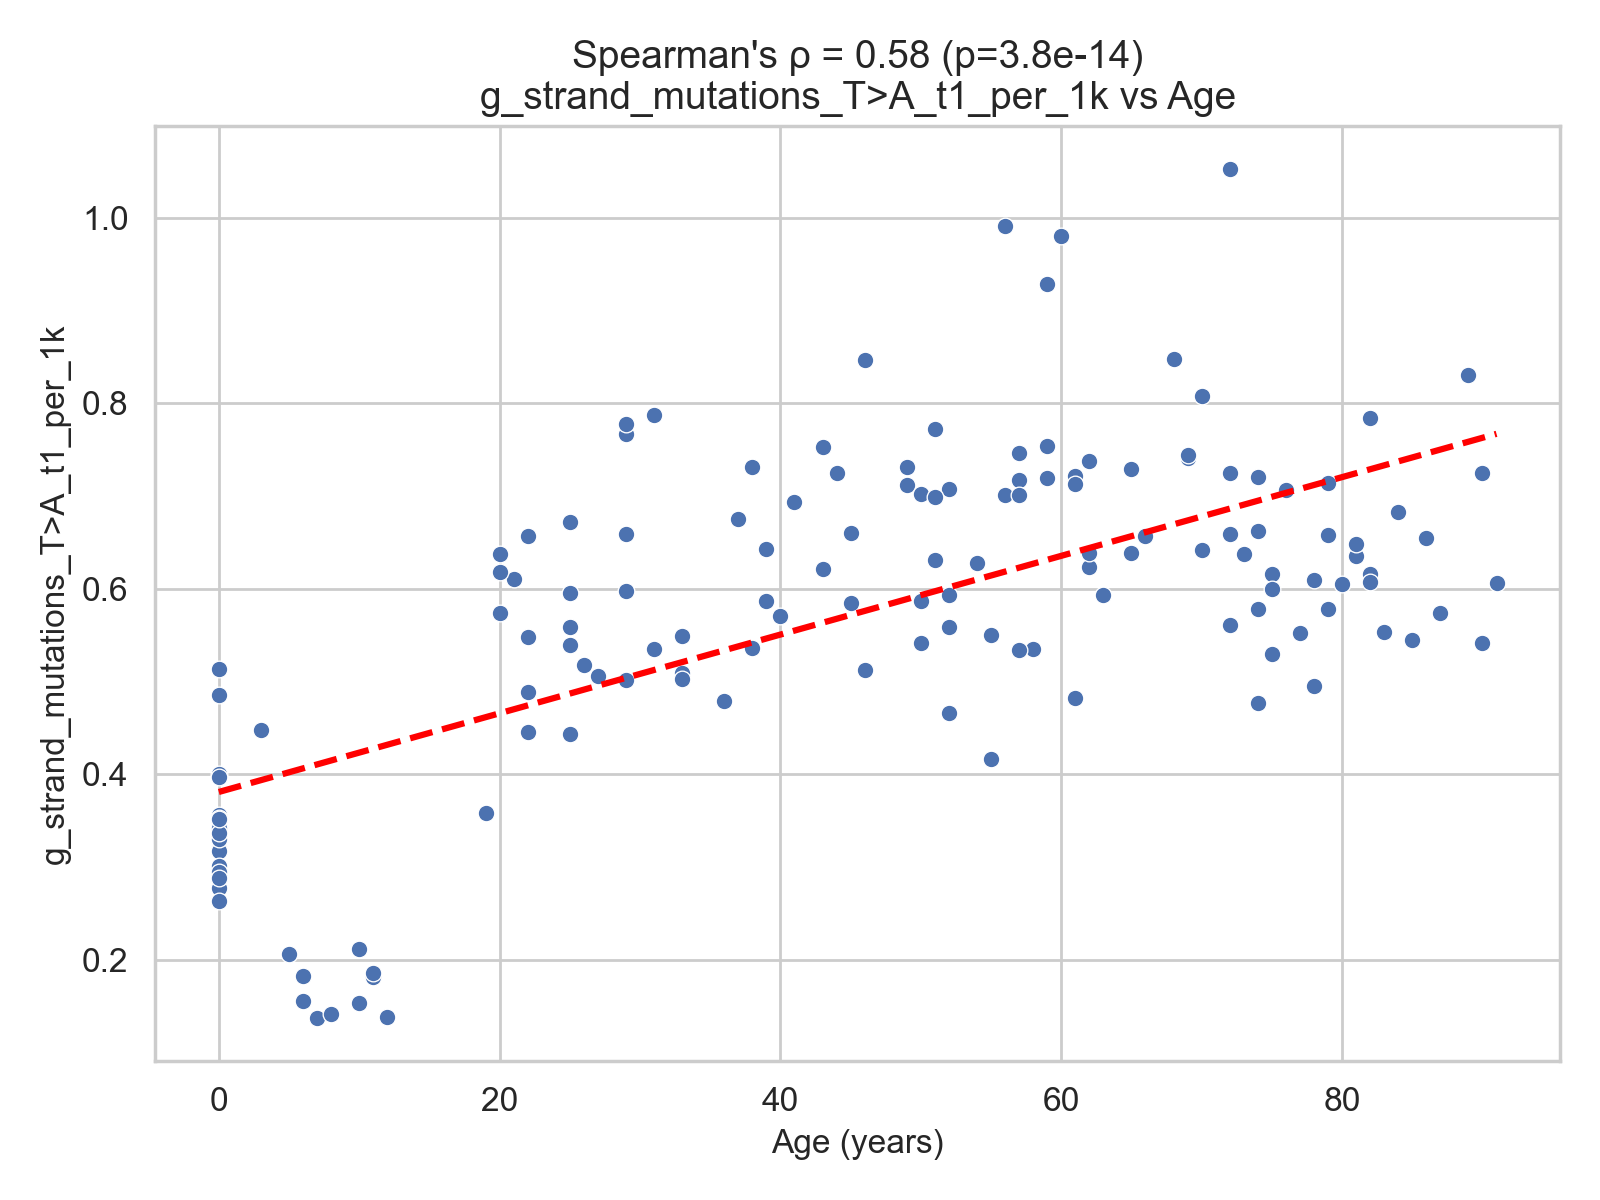 Spearman's ρ = 0.58 (p=3.8e-14)
g_strand_mutations_T>A_t1_per_1k vs Age
g_strand_mutations_T>A_t1_per_1k
1.0
0.8
0.6
0.4
0.2
0 20 40 60 80
Age (years)